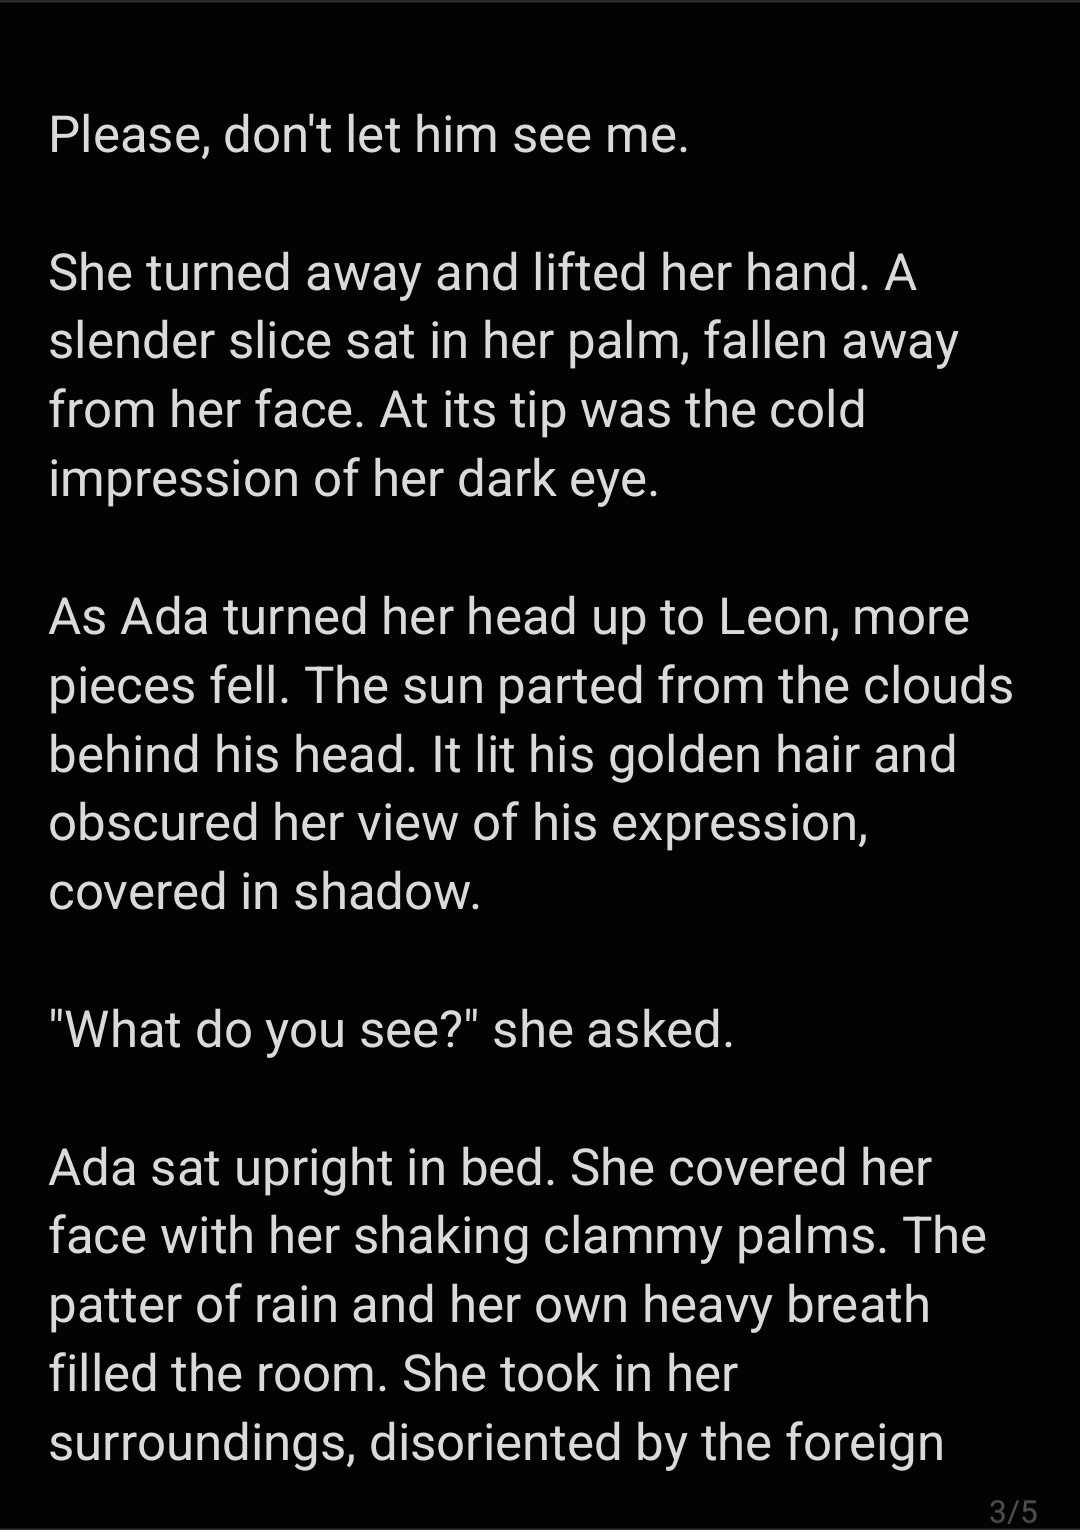 Please, don't let him see me.
She turned away and lifted her hand. A
slender slice sat in her palm, fallen away
from her face. At its tip was the cold
impression of her dark eye.
As Ada turned her head up to Leon, more
pieces fell. The sun parted from the clouds
behind his head. It lit his golden hair and
obscured her view of his expression,
covered in shadow.
"What do you see?" she asked.
Ada sat upright in bed. She covered her
face with her shaking clammy palms. The
patter of rain and her own heavy breath
filled the room. She took in her
surroundings, disoriented by the foreign
3/5